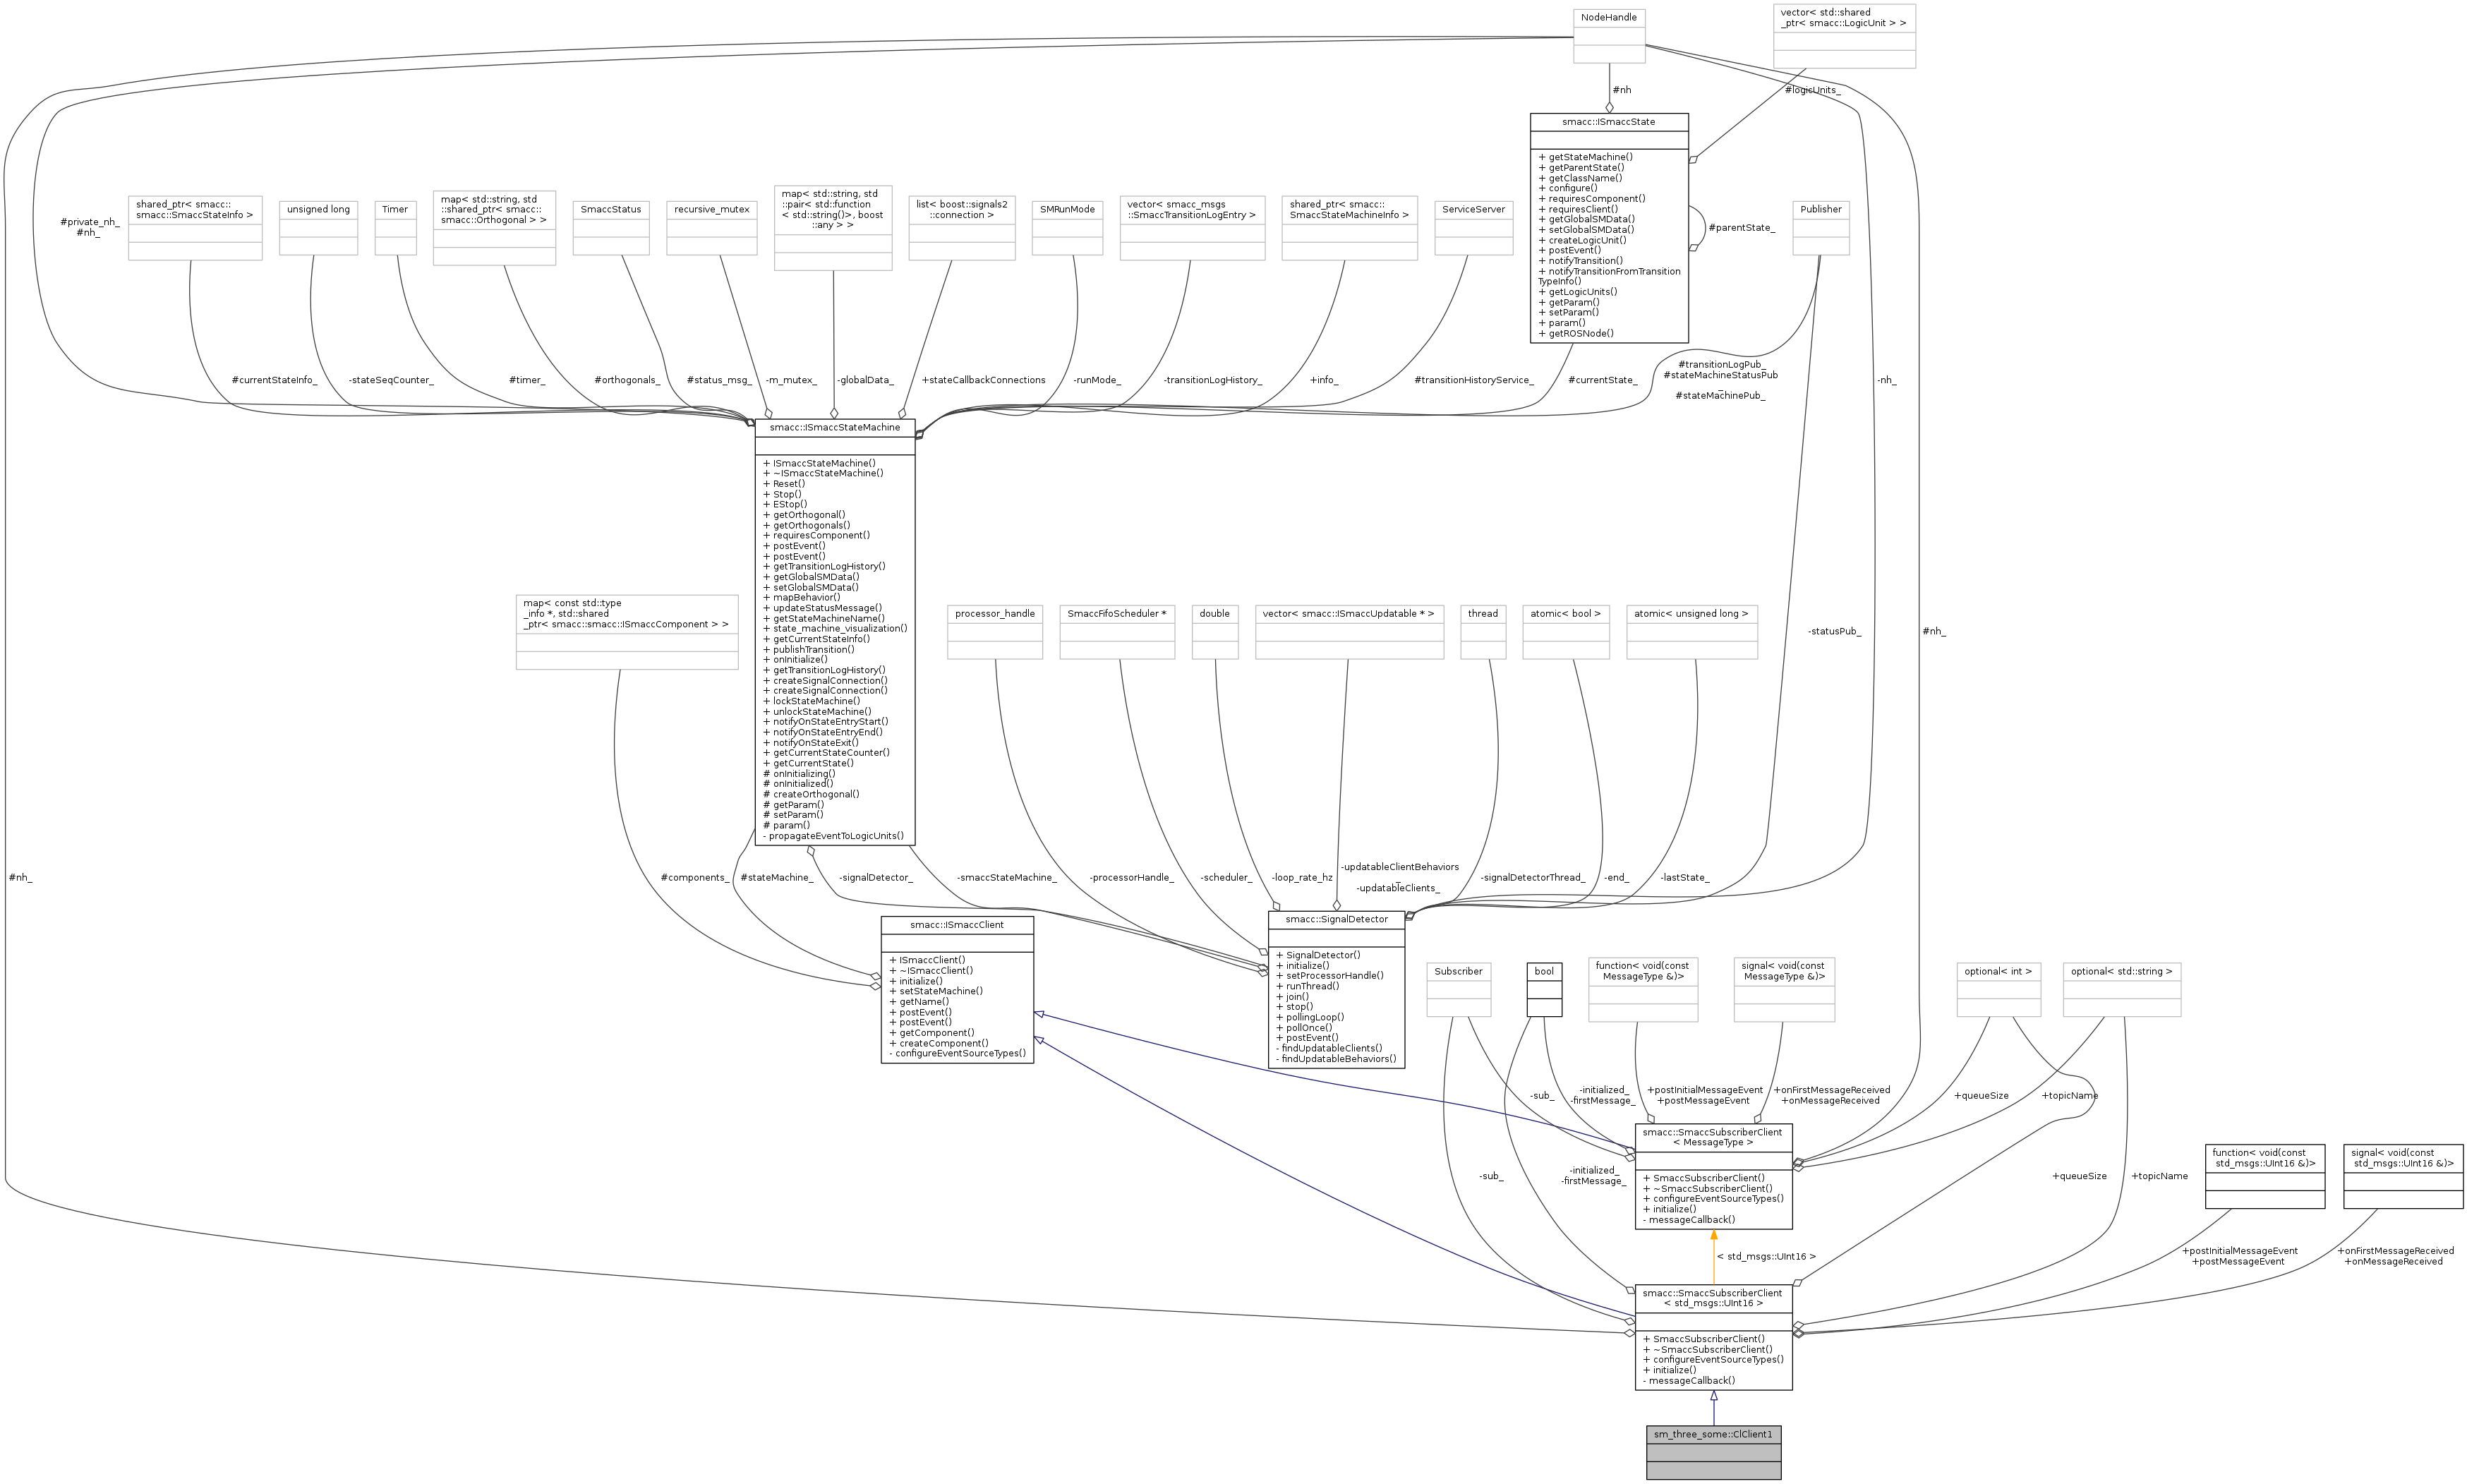 NodeHandle
vector< std::shared
_ptr< smacc::LogicUnit > >
#nh
#logicUnits_
smacc::ISmaccState
+ getStateMachine()
+ getParentState()
+ getClassName()
+ configure()
+ requiresComponent()
+ requiresClient()
+ getGlobalSMData()
+ setGlobalSMData()
+ createLogicUnit()
+ postEvent()
+ notifyTransition()
+ notifyTransitionFromTransition
TypeInfo()
+ getLogicUnits()
+ getParam()
+ setParam()
+ param()
+ getROSNode()
#parentState_
#private_nh_
#nh_
shared_ptr< smacc::
smacc::SmaccStateInfo >
unsigned long
Timer
map< std::string, std
::shared_ptr< smacc::
smacc::Orthogonal > >
SmaccStatus
recursive_mutex
map< std::string, std
::pair< std::function
< std::string()>, boost
::any > >
list< boost::signals2
::connection >
SMRunMode
vector< smacc_msgs
::SmaccTransitionLogEntry >
shared_ptr< smacc::
SmaccStateMachineInfo >
ServiceServer
Publisher
#currentStateInfo_
-stateSeqCounter_
#timer_
#orthogonals_
#status_msg_
-m_mutex_
-globalData_
+stateCallbackConnections
-runMode_
-transitionLogHistory_
+info_
#transitionHistoryService_
#currentState_
#transitionLogPub_
#stateMachineStatusPub
_
#stateMachinePub_
-nh_
smacc::ISmaccStateMachine
+ ISmaccStateMachine()
+ ~ISmaccStateMachine()
+ Reset()
+ Stop()
+ EStop()
+ getOrthogonal()
+ getOrthogonals()
+ requiresComponent()
+ postEvent()
+ postEvent()
+ getTransitionLogHistory()
+ getGlobalSMData()
+ setGlobalSMData()
+ mapBehavior()
+ updateStatusMessage()
+ getStateMachineName()
+ state_machine_visualization()
+ getCurrentStateInfo()
+ publishTransition()
+ onInitialize()
+ getTransitionLogHistory()
+ createSignalConnection()
+ createSignalConnection()
+ lockStateMachine()
+ unlockStateMachine()
+ notifyOnStateEntryStart()
+ notifyOnStateEntryEnd()
+ notifyOnStateExit()
+ getCurrentStateCounter()
+ getCurrentState()
# onInitializing()
# onInitialized()
# createOrthogonal()
# getParam()
# setParam()
# param()
- propagateEventToLogicUnits()
map< const std::type
_info *, std::shared
_ptr< smacc::smacc::ISmaccComponent > >
processor_handle
SmaccFifoScheduler *
double
vector< smacc::ISmaccUpdatable * >
thread
atomic< bool >
atomic< unsigned long >
-statusPub_
#nh_
#nh_
#components_
#stateMachine_
-signalDetector_
-smaccStateMachine_
-processorHandle_
-scheduler_
-loop_rate_hz
-updatableClientBehaviors
_
-updatableClients_
-signalDetectorThread_
-end_
-lastState_
smacc::ISmaccClient
+ ISmaccClient()
+ ~ISmaccClient()
+ initialize()
+ setStateMachine()
+ getName()
+ postEvent()
+ postEvent()
+ getComponent()
+ createComponent()
- configureEventSourceTypes()
smacc::SignalDetector
+ SignalDetector()
+ initialize()
+ setProcessorHandle()
+ runThread()
+ join()
+ stop()
+ pollingLoop()
+ pollOnce()
+ postEvent()
- findUpdatableClients()
- findUpdatableBehaviors()
Subscriber
bool
function< void(const
MessageType &)>
signal< void(const
MessageType &)>
optional< int >
optional< std::string >
-sub_
-initialized_
-firstMessage_
+postInitialMessageEvent
+postMessageEvent
+onFirstMessageReceived
+onMessageReceived
+queueSize
+topicName
smacc::SmaccSubscriberClient
< MessageType >
+ SmaccSubscriberClient()
+ ~SmaccSubscriberClient()
+ configureEventSourceTypes()
+ initialize()
- messageCallback()
-sub_
-initialized_
-firstMessage_
+queueSize
+topicName
function< void(const
std_msgs::UInt16 &)>
signal< void(const
std_msgs::UInt16 &)>
< std_msgs::UInt16 >
+postInitialMessageEvent
+postMessageEvent
+onFirstMessageReceived
+onMessageReceived
smacc::SmaccSubscriberClient
< std_msgs::UInt16 >
+ SmaccSubscriberClient()
+ ~SmaccSubscriberClient()
+ configureEventSourceTypes()
+ initialize()
- messageCallback()
sm_three_some::ClClient1